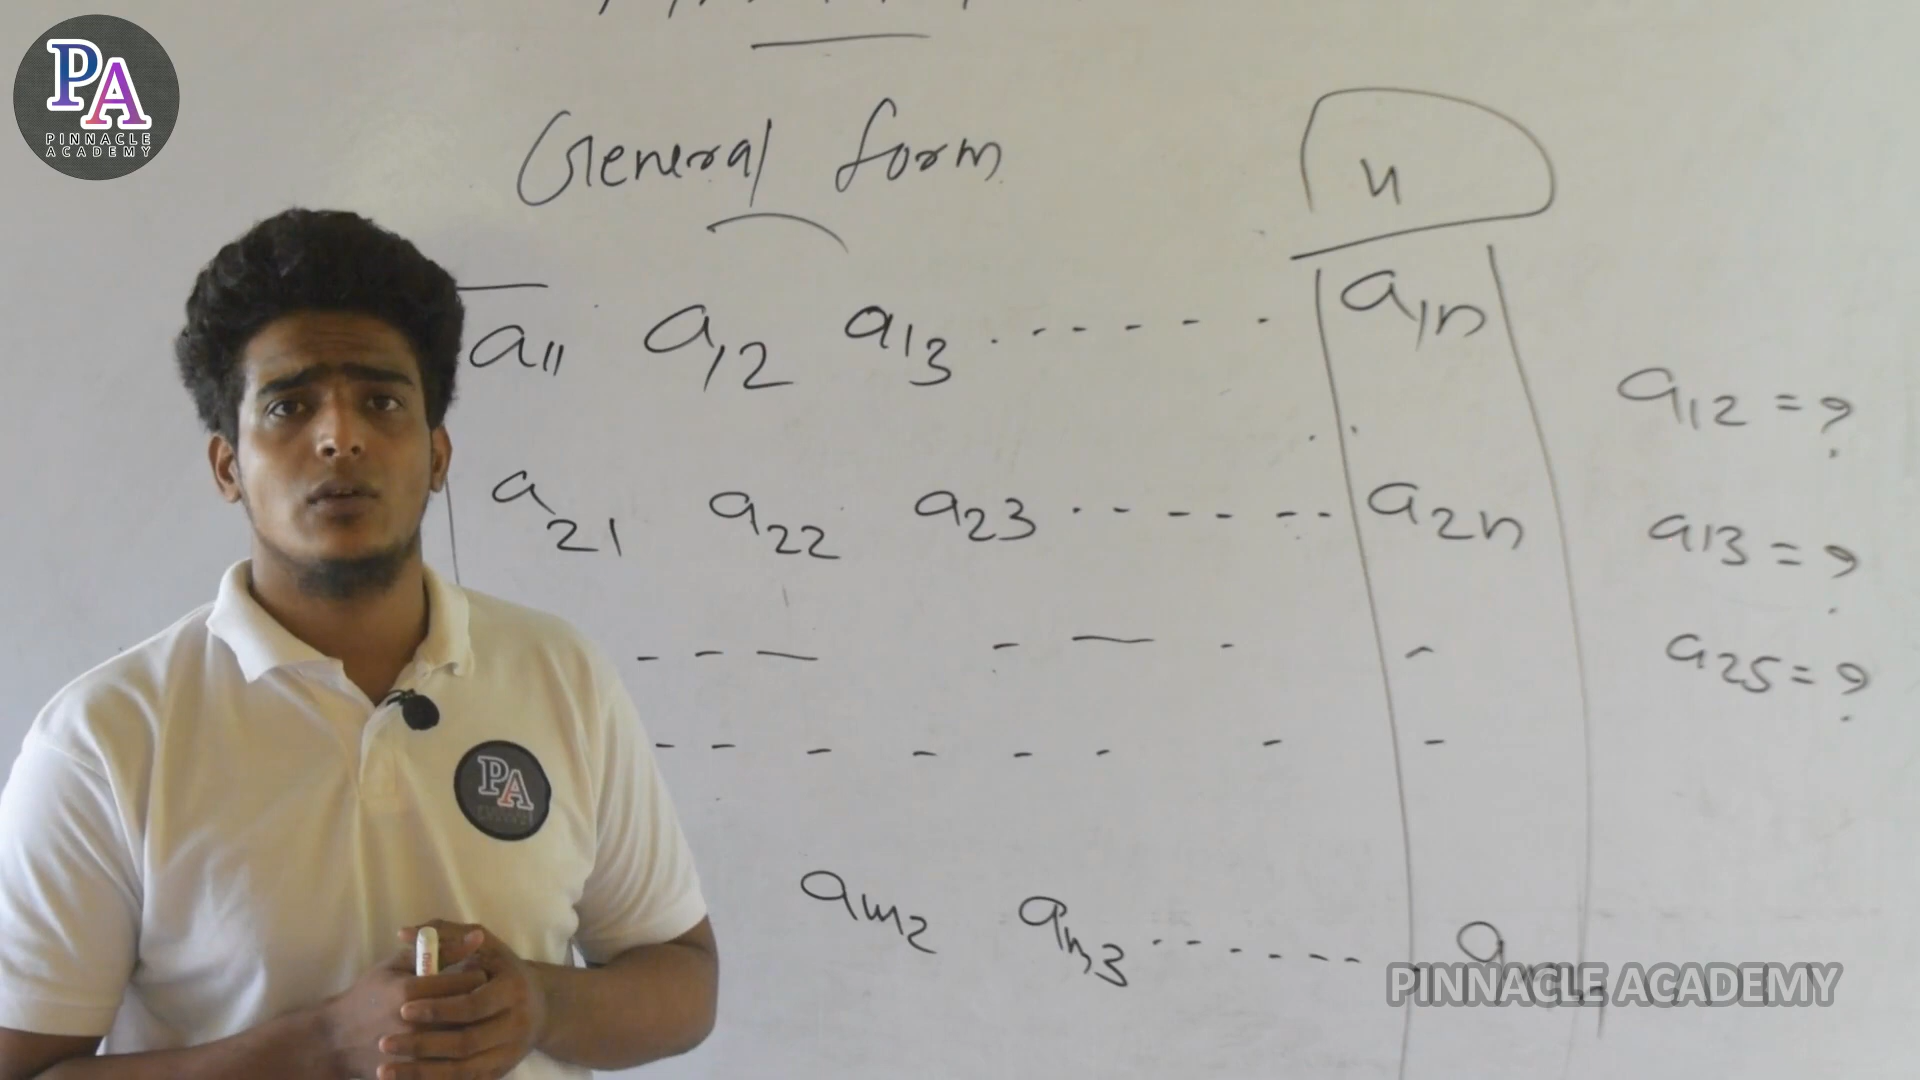 PA
PINNACLE
ACADEMY
General form
n
a11 a12 a13 ------ a1n
a12 = ?
a21 a22 a23 ------ a2n
a13 = ?
a25 = ?
PA
am2 am3 ------ amn
PINNACLE ACADEMY